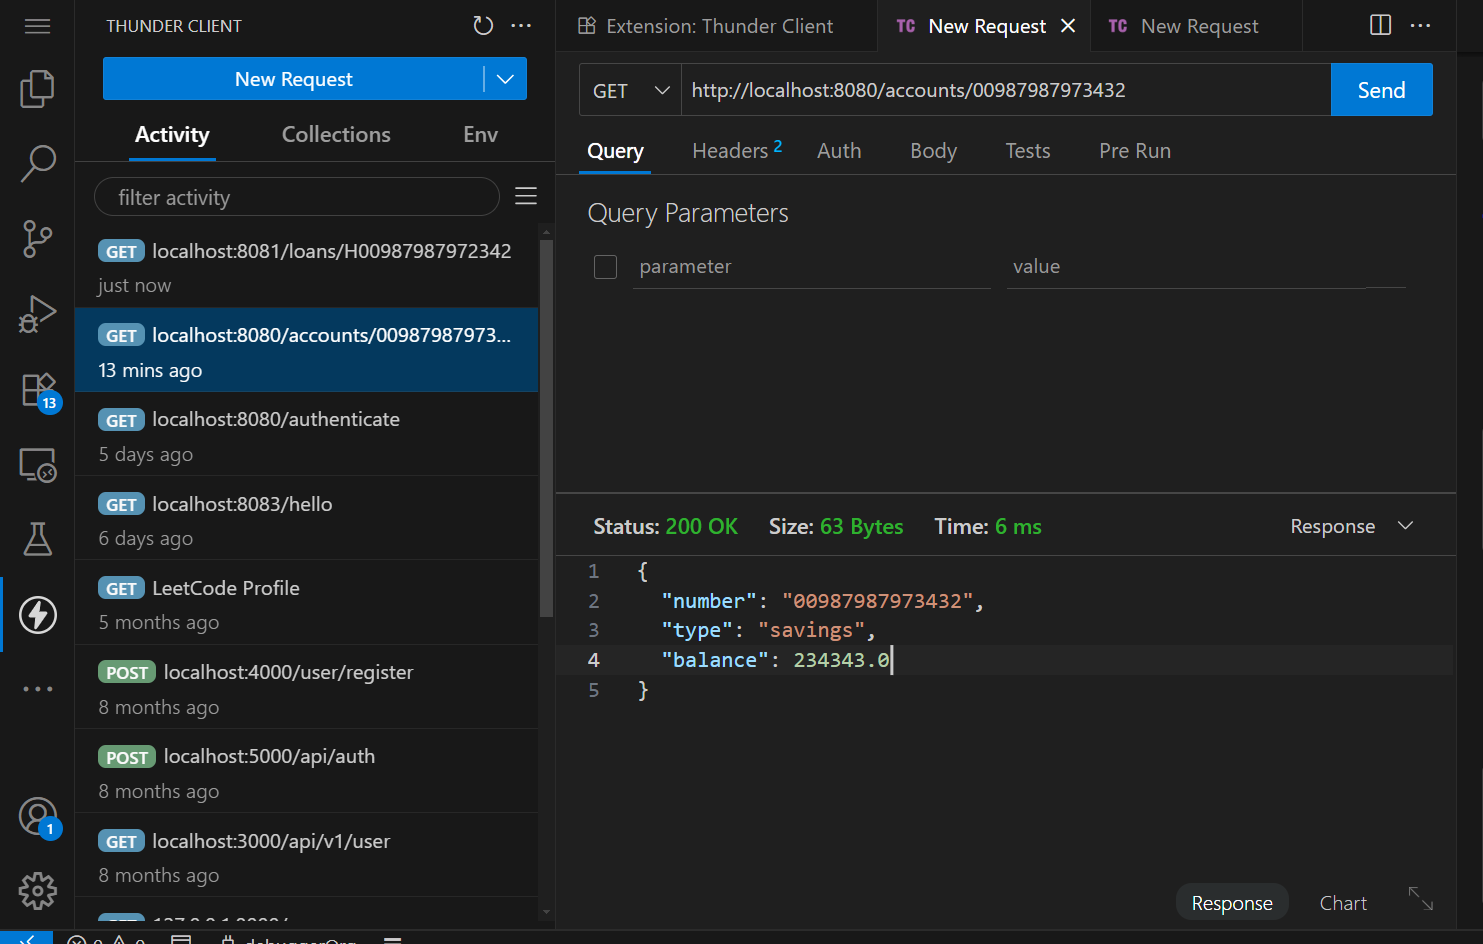 THUNDER CLIENT
New Request
Activity
Collections
Env
filter activity
GET localhost:8081/loans/H00987987972342
just now
GET localhost:8080/accounts/00987987973...
13 mins ago
GET localhost:8080/authenticate
5 days ago
GET localhost:8083/hello
6 days ago
GET LeetCode Profile
5 months ago
POST localhost:4000/user/register
8 months ago
POST localhost:5000/api/auth
8 months ago
GET localhost:3000/api/v1/user
8 months ago
13
1
Extension: Thunder Client
TC New Request
TC New Request
GET
http://localhost:8080/accounts/00987987973432
Send
Query
Headers 2
Auth
Body
Tests
Pre Run
Query Parameters
parameter
value
Status: 200 OK
Size: 63 Bytes
Time: 6 ms
Response
1 {
2 "number": "00987987973432",
3 "type": "savings",
4 "balance": 234343.0
5 }
Response
Chart